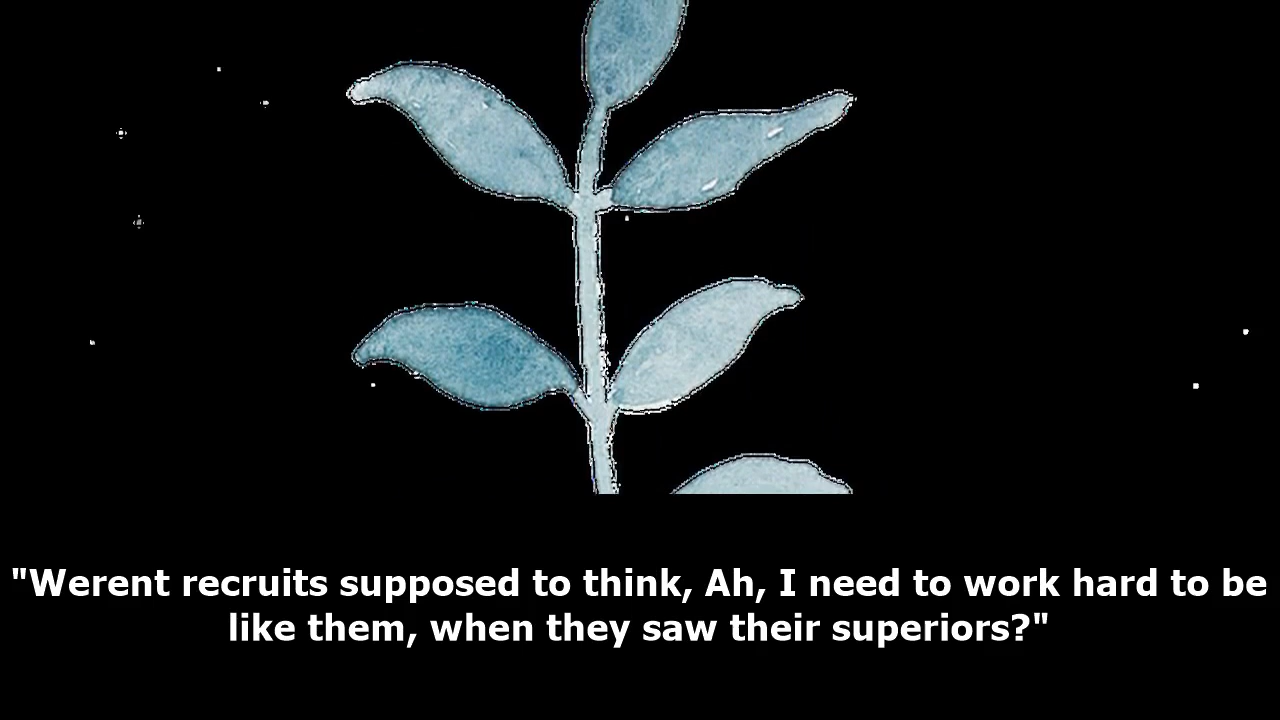 "Werent recruits supposed to think, Ah, I need to work hard to be
like them, when they saw their superiors?"